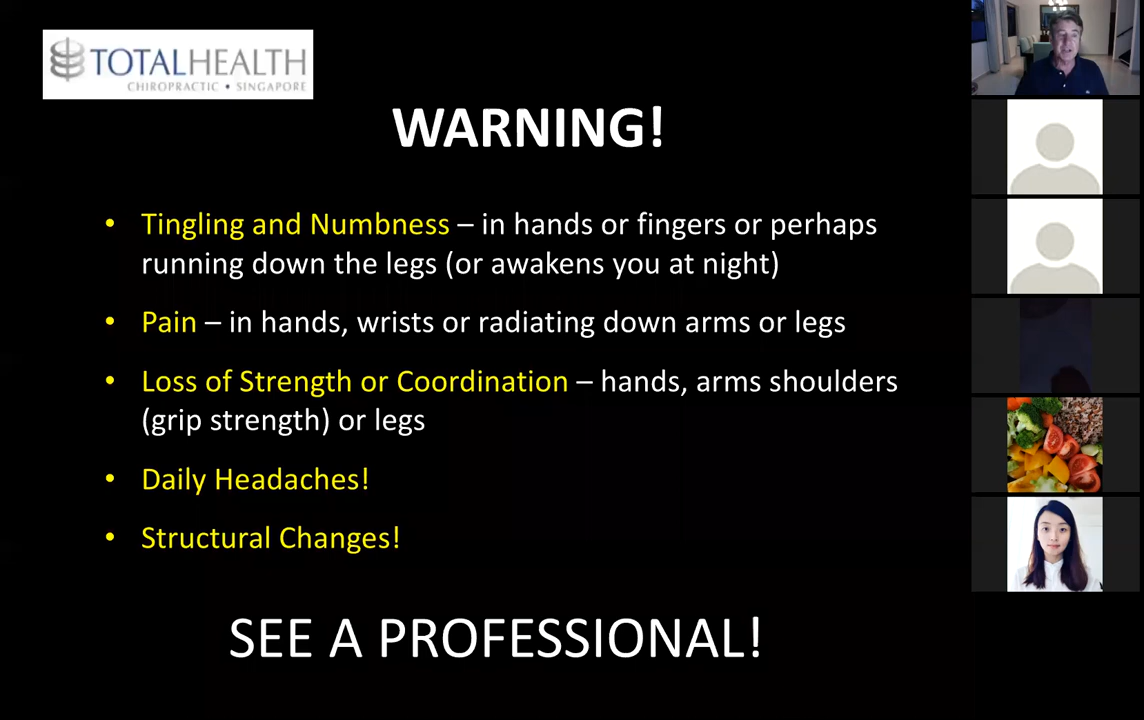 TOTALHEALTH
CHIROPRACTIC • SINGAPORE
WARNING!
• Tingling and Numbness – in hands or fingers or perhaps
running down the legs (or awakens you at night)
• Pain – in hands, wrists or radiating down arms or legs
• Loss of Strength or Coordination – hands, arms shoulders
(grip strength) or legs
• Daily Headaches!
• Structural Changes!
SEE A PROFESSIONAL!